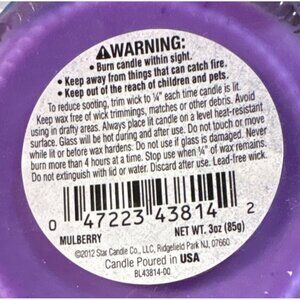 ⚠WARNING:
• Burn candle within sight.
• Keep away from things that can catch fire.
• Keep out of the reach of children and pets.
To reduce sooting, trim wick to ¼" each time candle is lit.
Keep wax free of wick trimmings, matches or other debris. Avoid
using in drafty areas. Always place lit candle on a level heat-resistant
surface. Glass will be hot during and after use. Do not touch or move
while lit or before wax hardens. Do not use if glass is damaged. Never
burn more than 4 hours at a time. Stop use when ¼" of wax remains.
Do not extinguish with lid or water. Discard after use. Lead-free wick.
0 47223 43814 2
MULBERRY NET WT. 3oz (85g)
©2012 Star Candle Co., LLC, Ridgefield Park NJ, 07660
Candle Poured in USA
BL43814-00